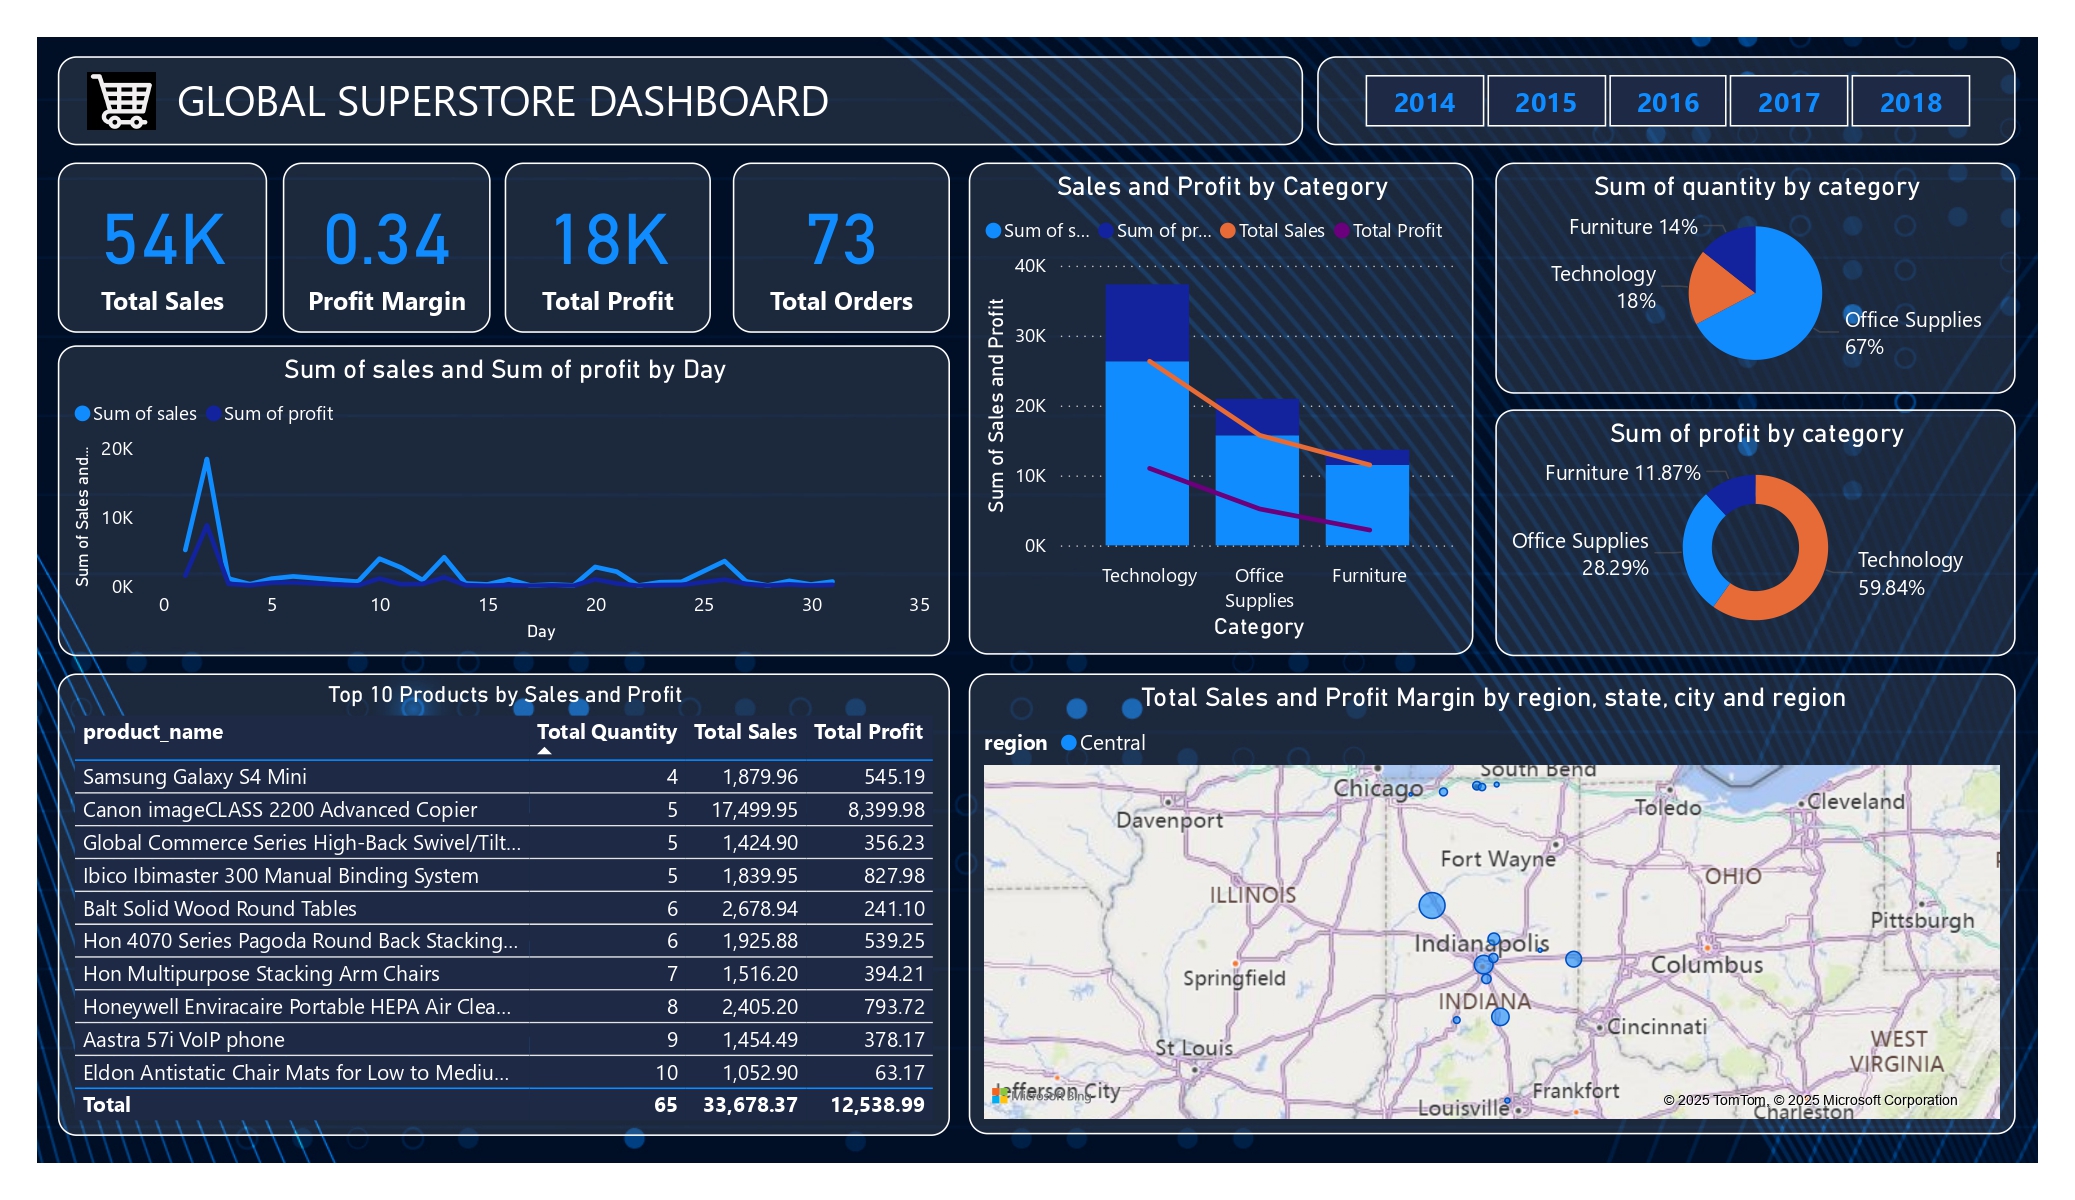 GLOBAL SUPERSTORE DASHBOARD
2014 2015 2016 2017 2018
54K
Total Sales
0.34
Profit Margin
18K
Total Profit
73
Total Orders
Sum of sales and Sum of profit by Day
Sum of sales Sum of profit
Sum of Sales and...
20K
10K
0K
0 5 10 15 20 25 30 35
Day
Sales and Profit by Category
Sum of s... Sum of pr... Total Sales Total Profit
Sum of Sales and Profit
40K
30K
20K
10K
0K
Technology Office Furniture
Supplies
Category
Sum of quantity by category
Furniture 14%
Technology
18%
Office Supplies
67%
Sum of profit by category
Furniture 11.87%
Office Supplies
28.29%
Technology
59.84%
Top 10 Products by Sales and Profit
product_name Total Quantity Total Sales Total Profit
Samsung Galaxy S4 Mini 4 1,879.96 545.19
Canon imageCLASS 2200 Advanced Copier 5 17,499.95 8,399.98
Global Commerce Series High-Back Swivel/Tilt... 5 1,424.90 356.23
Ibico Ibimaster 300 Manual Binding System 5 1,839.95 827.98
Balt Solid Wood Round Tables 6 2,678.94 241.10
Hon 4070 Series Pagoda Round Back Stacking... 6 1,925.88 539.25
Hon Multipurpose Stacking Arm Chairs 7 1,516.20 394.21
Honeywell Enviracaire Portable HEPA Air Clea... 8 2,405.20 793.72
Aastra 57i VoIP phone 9 1,454.49 378.17
Eldon Antistatic Chair Mats for Low to Mediu... 10 1,052.90 63.17
Total 65 33,678.37 12,538.99
Total Sales and Profit Margin by region, state, city and region
region Central
South Bend
Chicago
Toledo
Cleveland
Davenport
Fort Wayne
OHIO
ILLINOIS
Pittsburgh
Indianapolis
Columbus
Springfield
INDIANA
Cincinnati
WEST
VIRGINIA
St Louis
Jefferson City
Microsoft Bing
Frankfort
Louisville
Charleston
© 2025 TomTom, © 2025 Microsoft Corporation